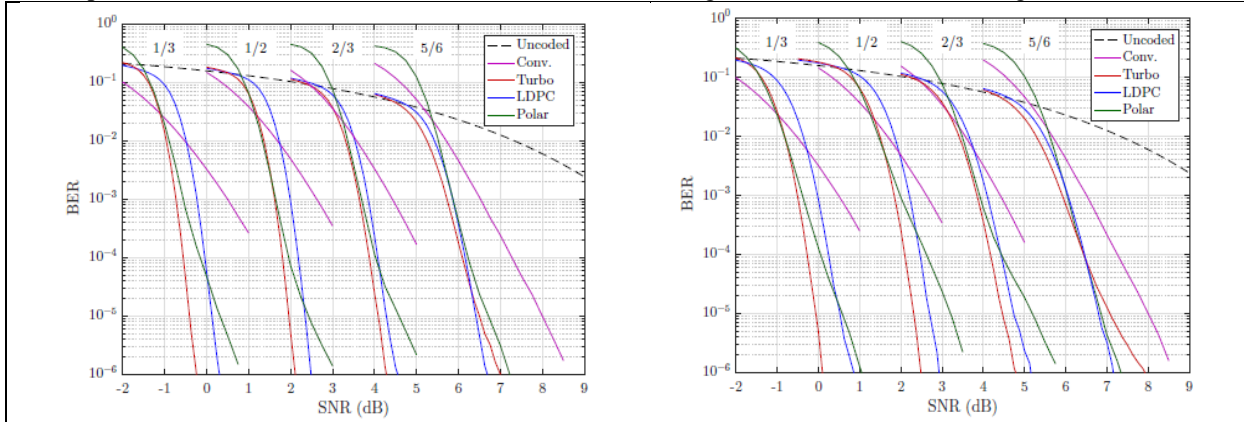 1/3 1/2 2/3 5/6
Uncoded
Conv.
Turbo
LDPC
Polar
BER
10^0
10^-1
10^-2
10^-3
10^-4
10^-5
10^-6
-2 -1 0 1 2 3 4 5 6 7 8 9
SNR (dB)
1/3 1/2 2/3 5/6
Uncoded
Conv.
Turbo
LDPC
Polar
BER
10^0
10^-1
10^-2
10^-3
10^-4
10^-5
10^-6
-2 -1 0 1 2 3 4 5 6 7 8 9
SNR (dB)